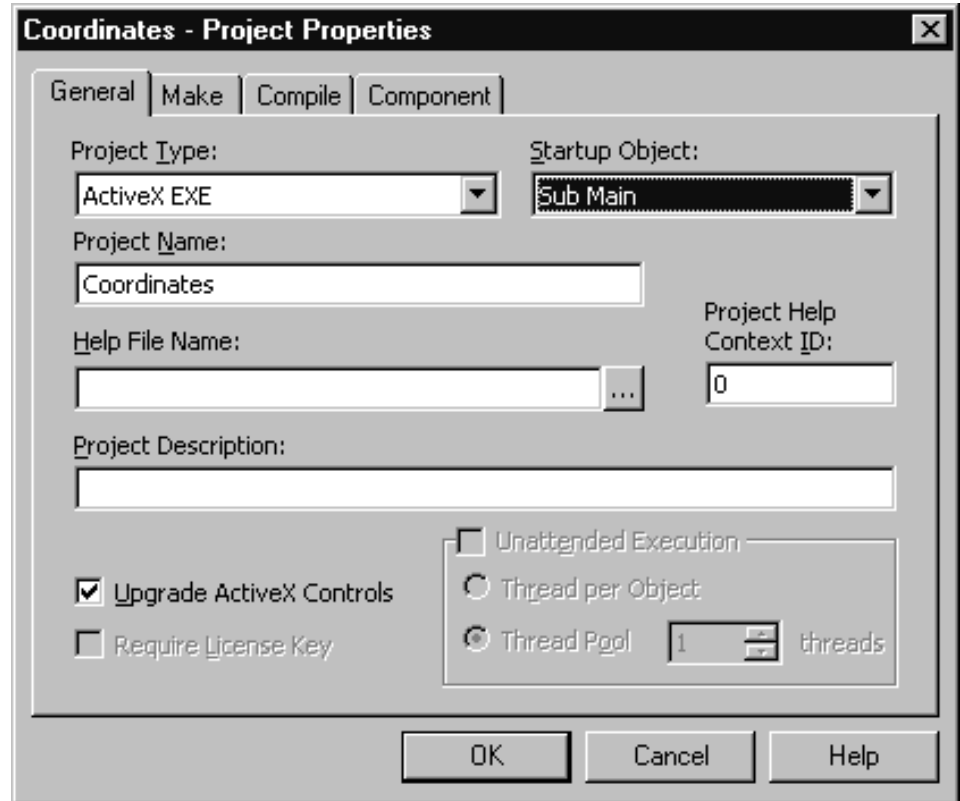 Coordinates - Project Properties
General Make Compile Component
Project Type: Startup Object:
ActiveX EXE Sub Main
Project Name:
Coordinates
Project Help
Help File Name: Context ID:
... 0
Project Description:
Unattended Execution
Upgrade ActiveX Controls Thread per Object
Require License Key Thread Pool 1 threads
OK Cancel Help